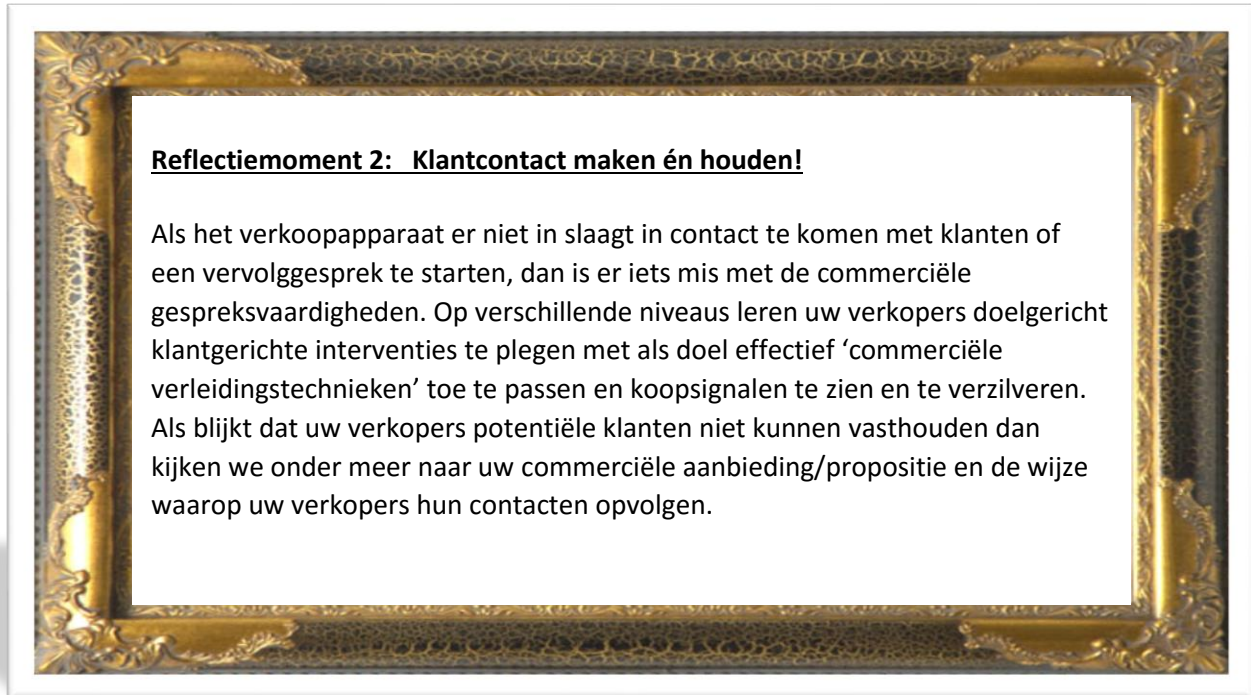 Reflectiemoment 2:   Klantcontact maken én houden!
Als het verkoopapparaat er niet in slaagt in contact te komen met klanten of
een vervolggesprek te starten, dan is er iets mis met de commerciële
gespreksvaardigheden. Op verschillende niveaus leren uw verkopers doelgericht
klantgerichte interventies te plegen met als doel effectief ‘commerciële
verleidingstechnieken’ toe te passen en koopsignalen te zien en te verzilveren.
Als blijkt dat uw verkopers potentiële klanten niet kunnen vasthouden dan
kijken we onder meer naar uw commerciële aanbieding/propositie en de wijze
waarop uw verkopers hun contacten opvolgen.